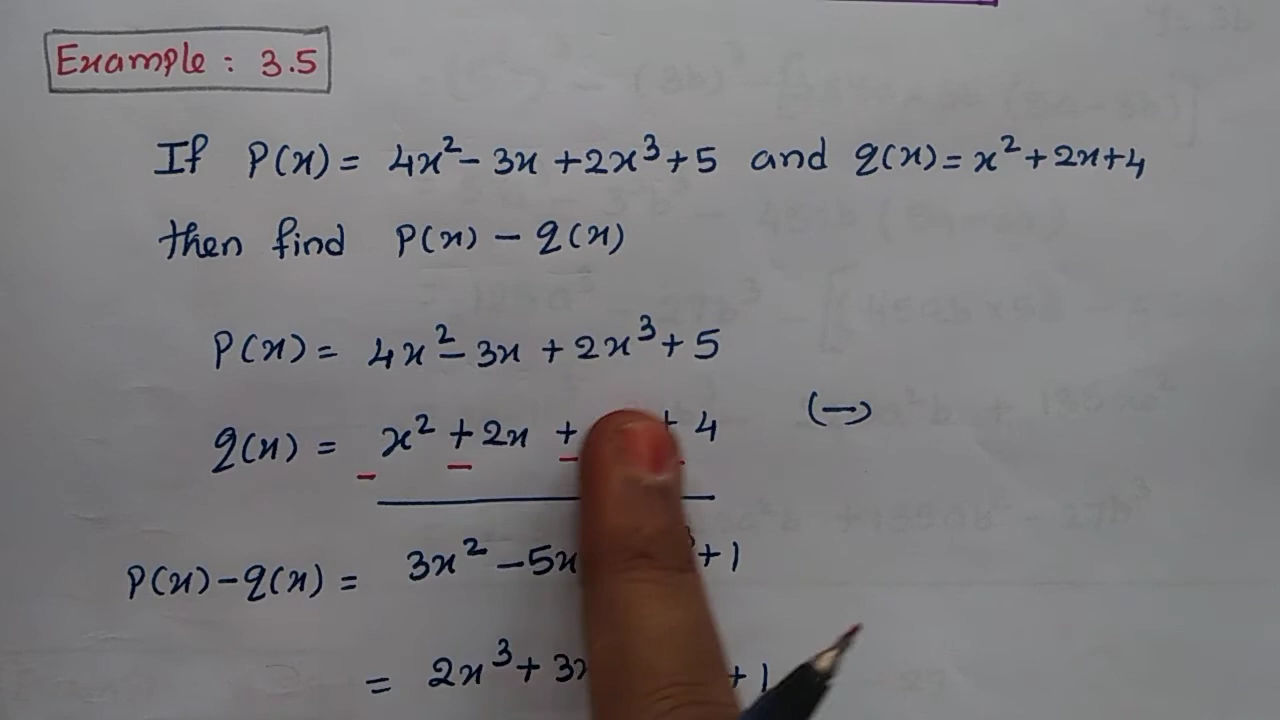 Example: 3.5
If P(x) = 4x² - 3x + 2x³ + 5 and q(x) = x² + 2x + 4
then find P(x) - q(x)
P(x) = 4x² - 3x + 2x³ + 5
q(x) = x² + 2x + + 4 (-)
P(x) - q(x) = 3x² - 5x ³ + 1
= 2x³ + 3x + 1